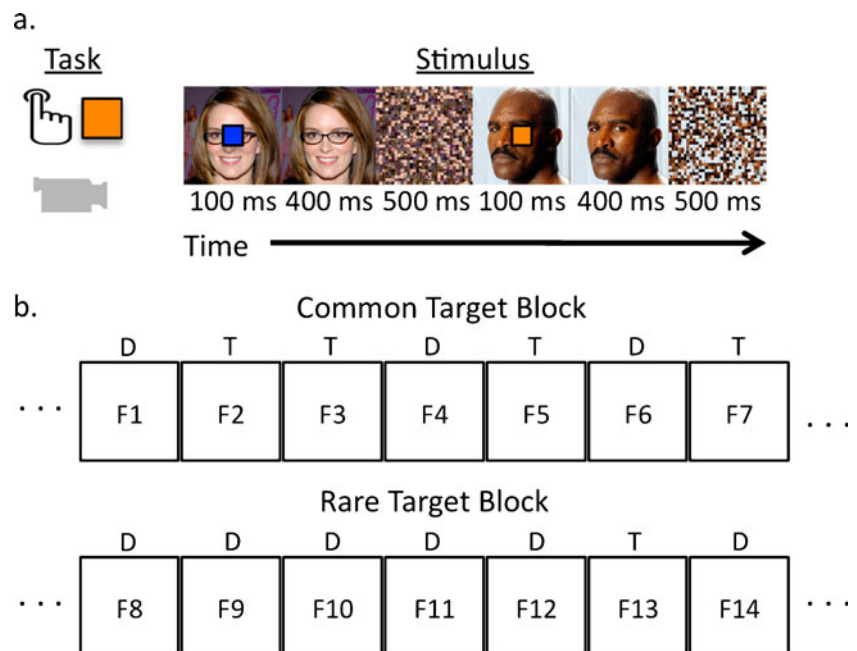 a.
Task Stimulus
100 ms 400 ms 500 ms 100 ms 400 ms 500 ms
Time
b.
Common Target Block
D T T D T D T
. . . F1 F2 F3 F4 F5 F6 F7 . . .
Rare Target Block
D D D D D T D
. . . F8 F9 F10 F11 F12 F13 F14 . . .